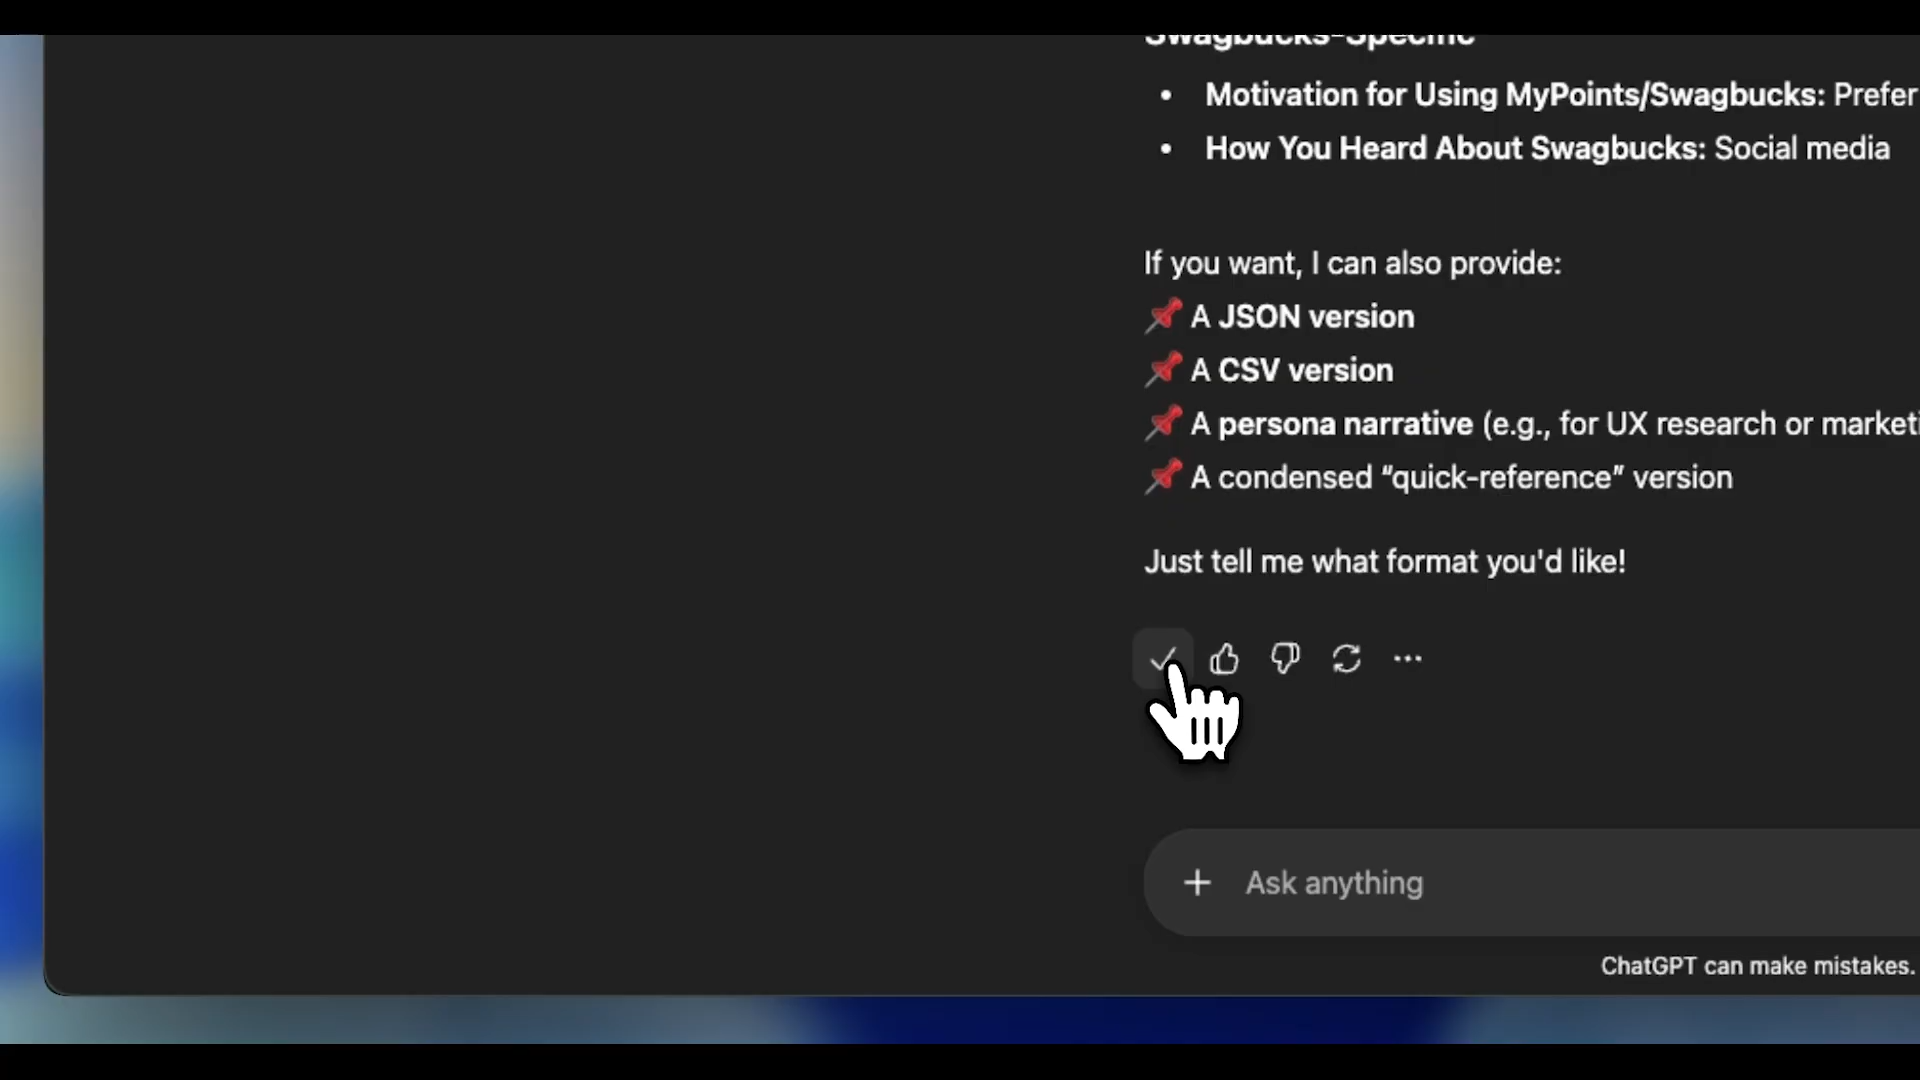 Swagbucks-Specific
• Motivation for Using MyPoints/Swagbucks: Prefer
• How You Heard About Swagbucks: Social media
If you want, I can also provide:
📌 A JSON version
📌 A CSV version
📌 A persona narrative (e.g., for UX research or marketi
📌 A condensed “quick-reference” version
Just tell me what format you'd like!
Ask anything
ChatGPT can make mistakes.